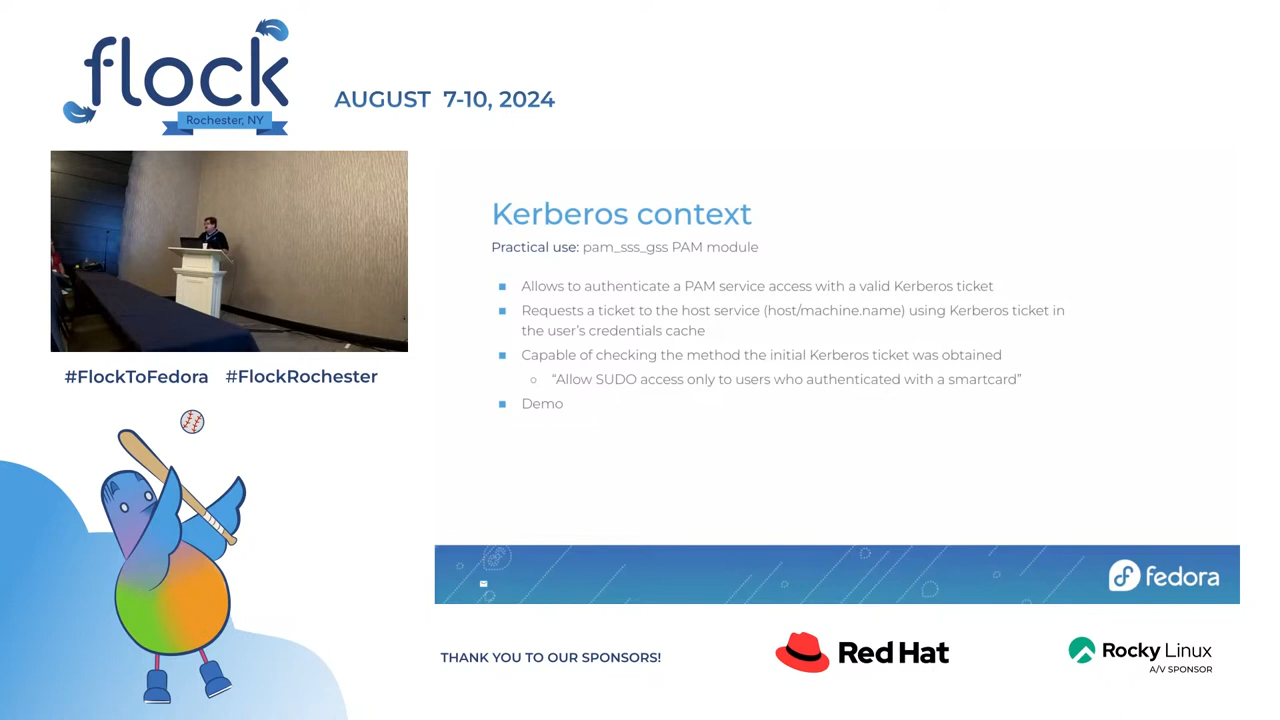 flock
Rochester, NY
AUGUST 7-10, 2024
Kerberos context
Practical use: pam_sss_gss PAM module
Allows to authenticate a PAM service access with a valid Kerberos ticket
Requests a ticket to the host service (host/machine.name) using Kerberos ticket in
the user's credentials cache
Capable of checking the method the initial Kerberos ticket was obtained
“Allow SUDO access only to users who authenticated with a smartcard”
Demo
fedora
#FlockToFedora #FlockRochester
THANK YOU TO OUR SPONSORS!
Red Hat
Rocky Linux
A/V SPONSOR